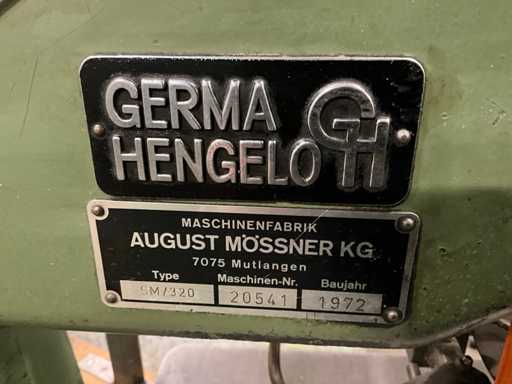 GERMA
HENGELO
GH
MASCHINENFABRIK
AUGUST MÖSSNER KG
7075 Mutlangen
Type Maschinen-Nr. Baujahr
SM/320 20541 1972